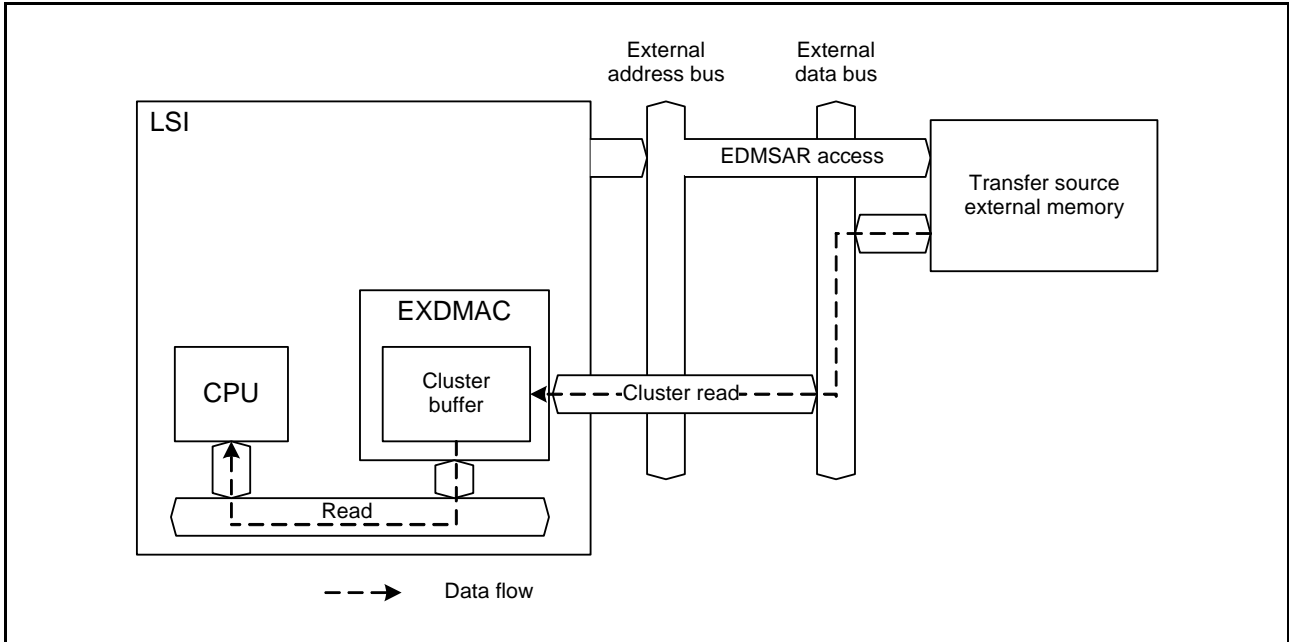 External
address bus
External
data bus
LSI
EDMSAR access
Transfer source
external memory
EXDMAC
CPU
Cluster
buffer
Cluster read
Read
Data flow